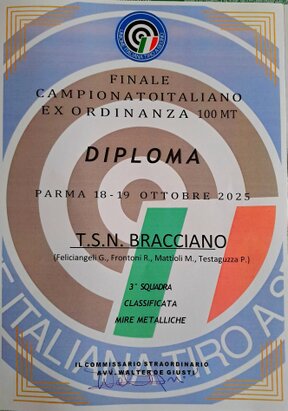 FINALE
CAMPIONATOITALIANO
EX ORDINANZA 100 MT
DIPLOMA
PARMA 18-19 OTTOBRE 2025
T.S.N. BRACCIANO
(Feliciangeli G., Frontoni R., Mattioli M., Testaguzza P.)
3^ SQUADRA
CLASSIFICATA
MIRE METALLICHE
IL COMMISSARIO STRAORDINARIO
AVV. WALTER DE GIUSTI